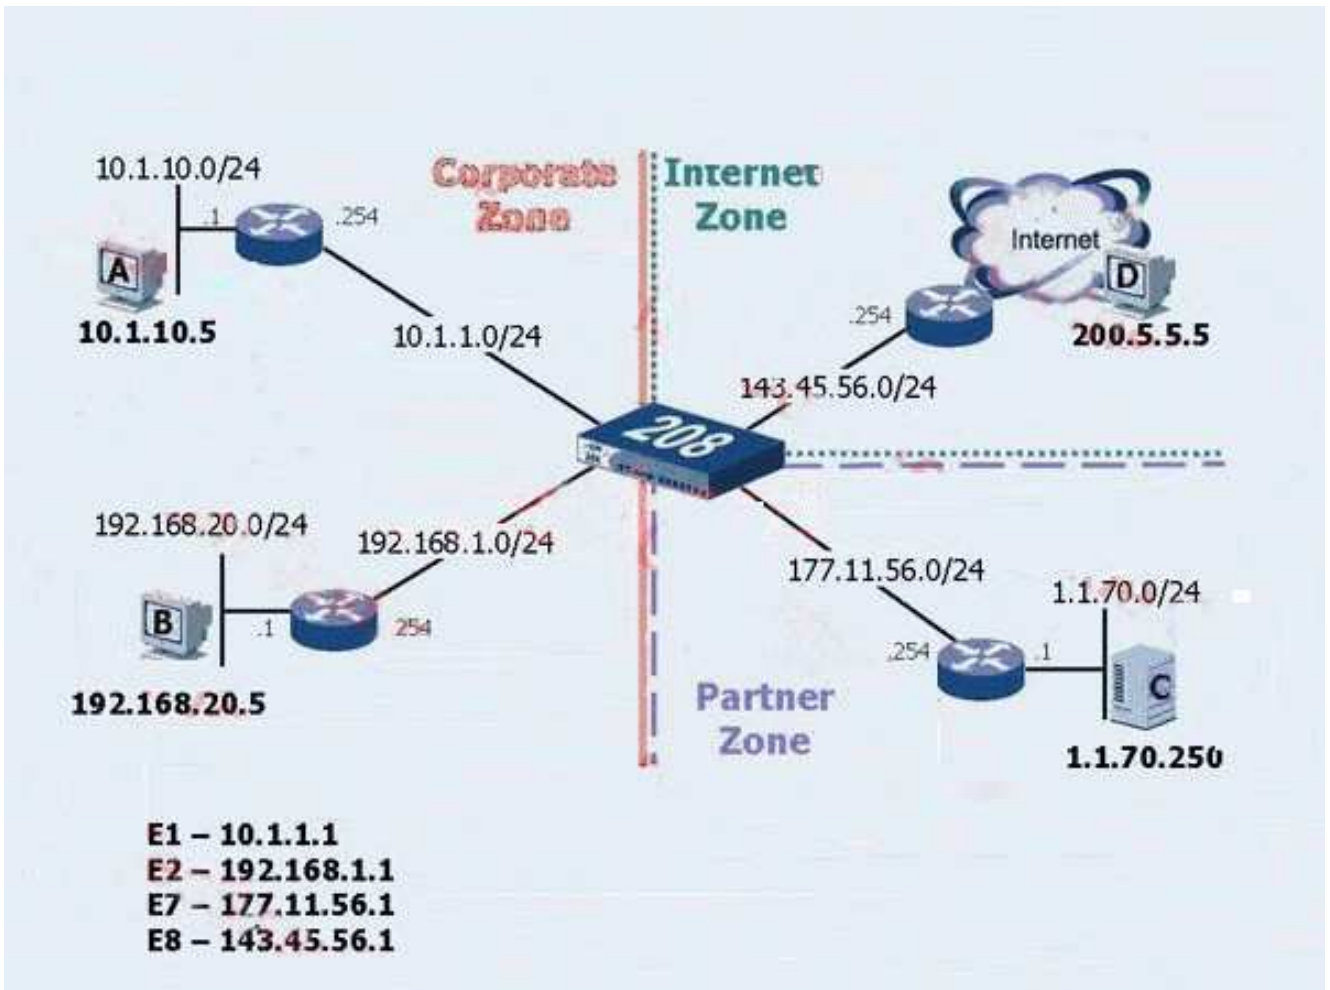 10.1.10.0/24
.1
.254
A
10.1.10.5
10.1.1.0/24
Corporate
Zone
Internet
Zone
Internet
D
.254
200.5.5.5
143.45.56.0/24
208
192.168.20.0/24
192.168.1.0/24
B
.1
254
192.168.20.5
177.11.56.0/24
1.1.70.0/24
.254
.1
C
1.1.70.250
Partner
Zone
E1 – 10.1.1.1
E2 – 192.168.1.1
E7 – 177.11.56.1
E8 – 143.45.56.1